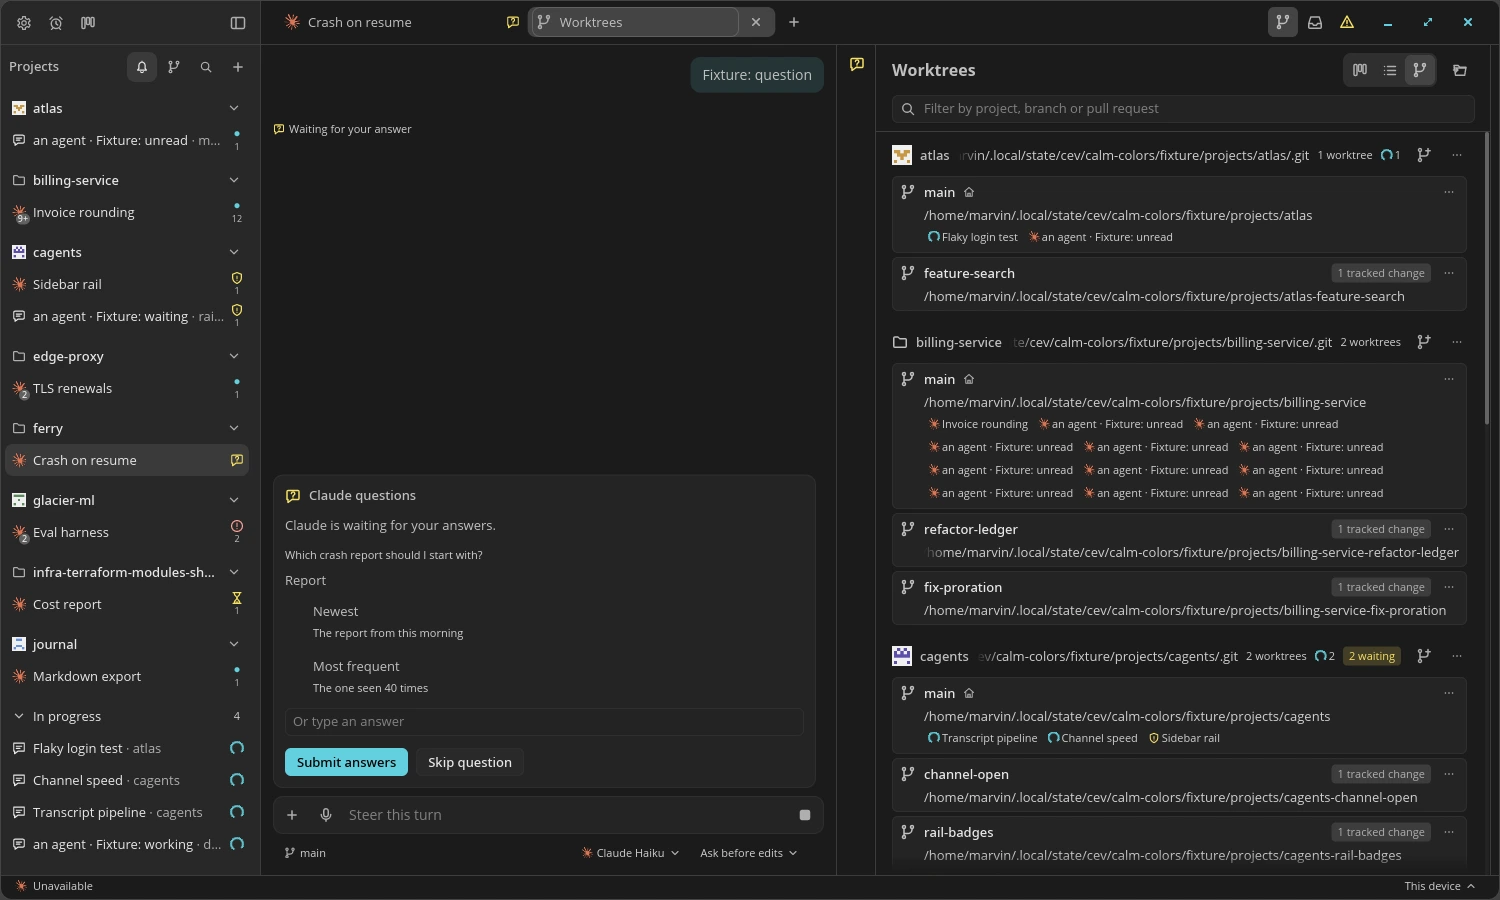 Crash on resume
Worktrees
Projects
atlas
an agent · Fixture: unread · m...
1
billing-service
9+
Invoice rounding
12
cagents
Sidebar rail
1
an agent · Fixture: waiting · rai...
1
edge-proxy
2
TLS renewals
1
ferry
Crash on resume
glacier-ml
2
Eval harness
2
infra-terraform-modules-sh...
Cost report
1
journal
Markdown export
1
In progress
4
Flaky login test · atlas
Channel speed · cagents
Transcript pipeline · cagents
an agent · Fixture: working · d...
Unavailable
Fixture: question
Waiting for your answer
Claude questions
Claude is waiting for your answers.
Which crash report should I start with?
Report
Newest
The report from this morning
Most frequent
The one seen 40 times
Or type an answer
Submit answers
Skip question
Steer this turn
main
Claude Haiku
Ask before edits
Worktrees
Filter by project, branch or pull request
atlas rvin/.local/state/cev/calm-colors/fixture/projects/atlas/.git 1 worktree 1
main
/home/marvin/.local/state/cev/calm-colors/fixture/projects/atlas
Flaky login test an agent · Fixture: unread
feature-search 1 tracked change
/home/marvin/.local/state/cev/calm-colors/fixture/projects/atlas-feature-search
billing-service te/cev/calm-colors/fixture/projects/billing-service/.git 2 worktrees
main
/home/marvin/.local/state/cev/calm-colors/fixture/projects/billing-service
Invoice rounding an agent · Fixture: unread an agent · Fixture: unread
an agent · Fixture: unread an agent · Fixture: unread an agent · Fixture: unread
an agent · Fixture: unread an agent · Fixture: unread an agent · Fixture: unread
an agent · Fixture: unread an agent · Fixture: unread an agent · Fixture: unread
refactor-ledger 1 tracked change
home/marvin/.local/state/cev/calm-colors/fixture/projects/billing-service-refactor-ledger
fix-proration 1 tracked change
/home/marvin/.local/state/cev/calm-colors/fixture/projects/billing-service-fix-proration
cagents ev/calm-colors/fixture/projects/cagents/.git 2 worktrees 2 2 waiting
main
/home/marvin/.local/state/cev/calm-colors/fixture/projects/cagents
Transcript pipeline Channel speed Sidebar rail
channel-open 1 tracked change
/home/marvin/.local/state/cev/calm-colors/fixture/projects/cagents-channel-open
rail-badges 1 tracked change
/home/marvin/.local/state/cev/calm-colors/fixture/projects/cagents-rail-badges
This device